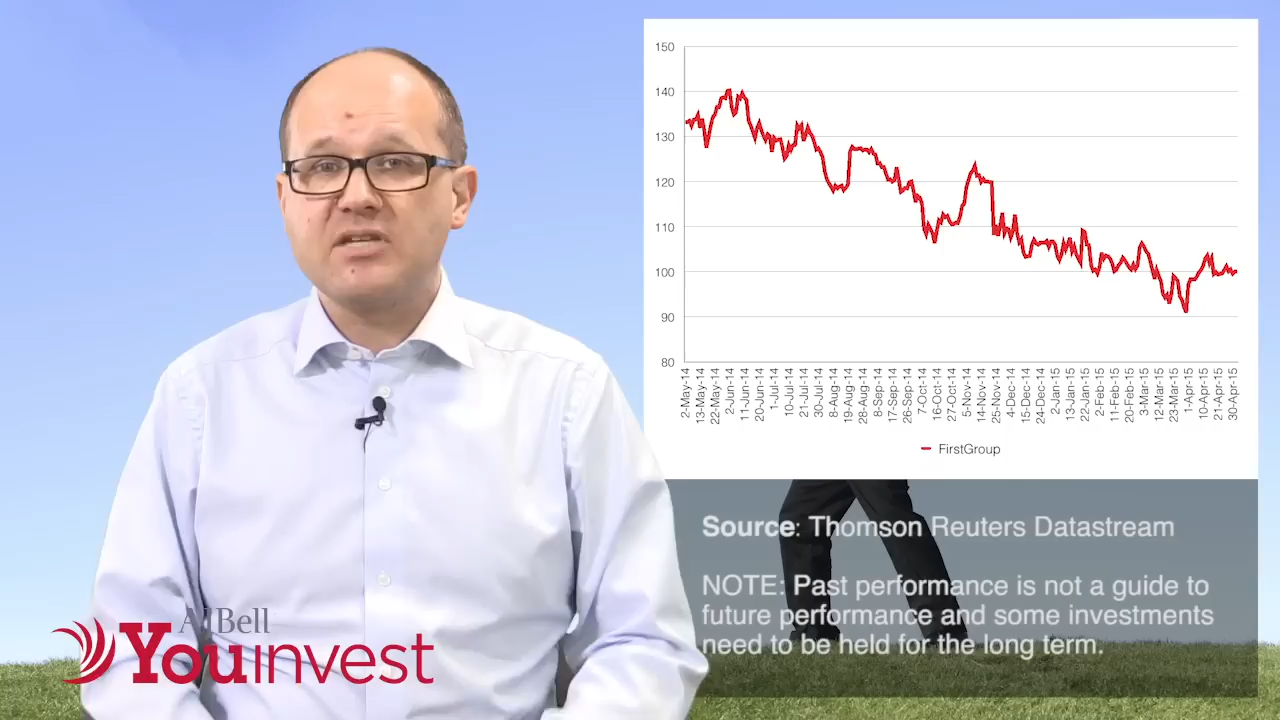 150
140
130
120
110
100
90
80
2-May-14
13-May-14
22-May-14
2-Jun-14
11-Jun-14
20-Jun-14
1-Jul-14
10-Jul-14
30-Jul-14
8-Aug-14
19-Aug-14
28-Aug-14
8-Sep-14
17-Sep-14
26-Sep-14
7-Oct-14
16-Oct-14
27-Oct-14
5-Nov-14
14-Nov-14
25-Nov-14
4-Dec-14
15-Dec-14
24-Dec-14
2-Jan-15
13-Jan-15
22-Jan-15
2-Feb-15
11-Feb-15
20-Feb-15
3-Mar-15
12-Mar-15
23-Mar-15
1-Apr-15
10-Apr-15
21-Apr-15
30-Apr-15
FirstGroup
Source: Thomson Reuters Datastream
NOTE: Past performance is not a guide to
future performance and some investments
need to be held for the long term.
AJBell
Youinvest